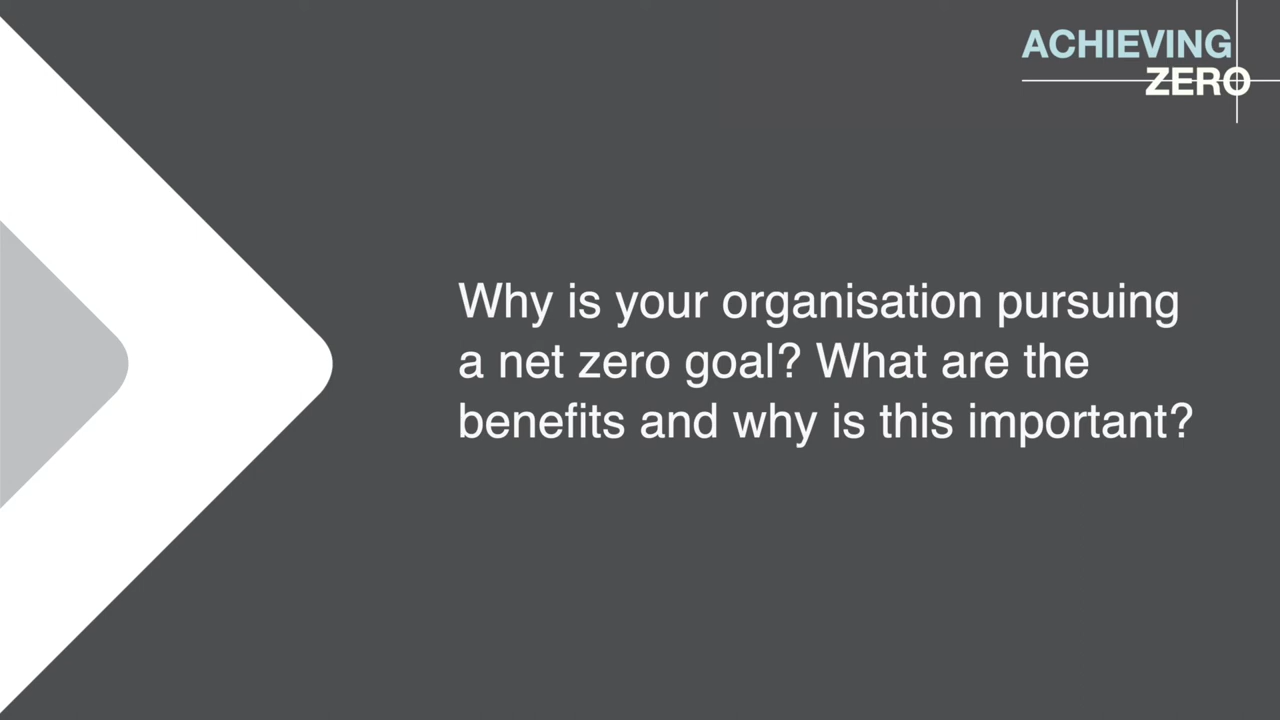 ACHIEVING
ZERO
Why is your organisation pursuing
a net zero goal? What are the
benefits and why is this important?